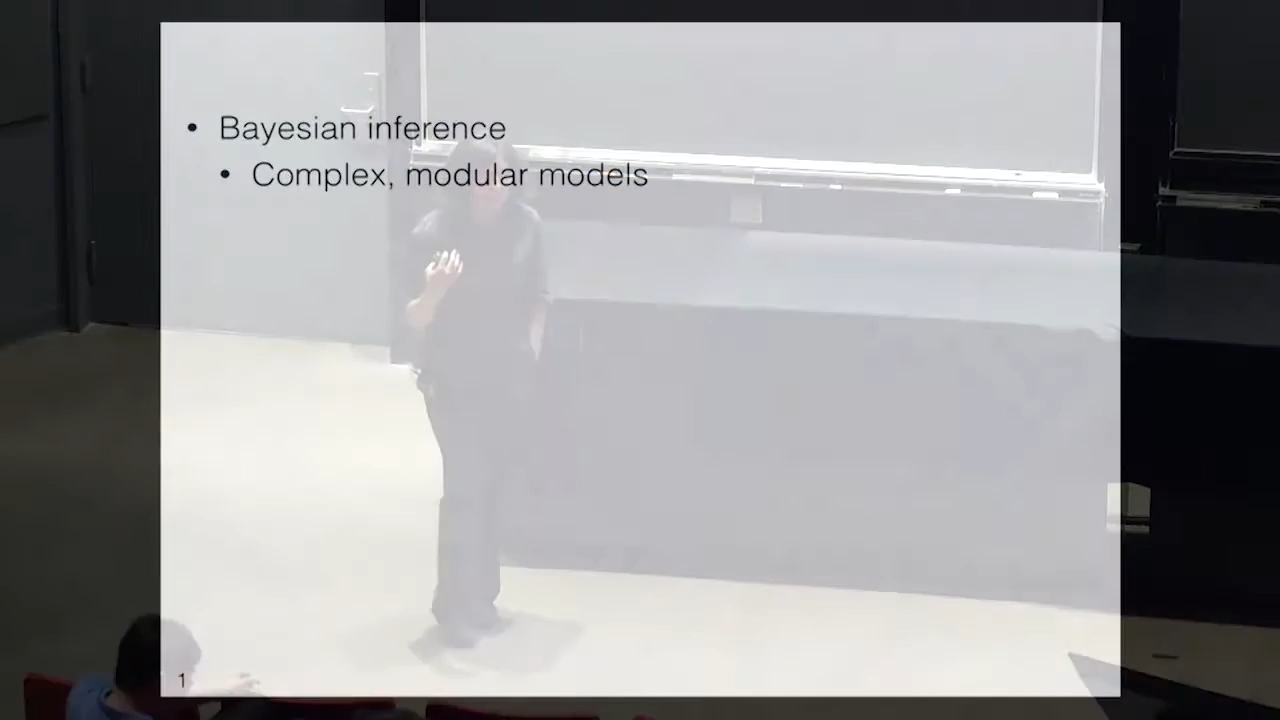 • Bayesian inference
• Complex, modular models
1